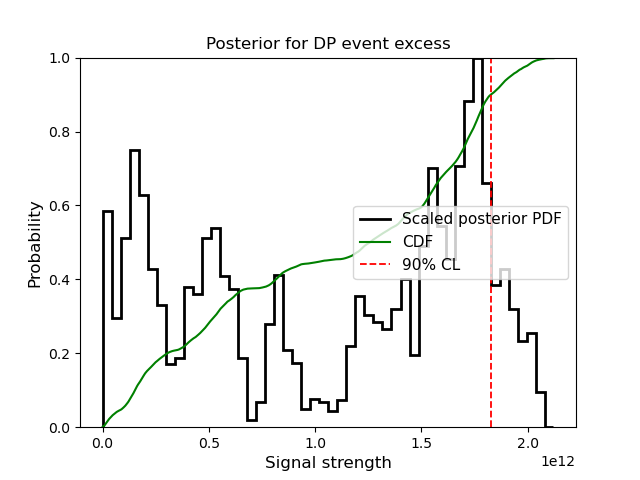 Posterior for DP event excess
1.0
0.8
0.6
0.4
0.2
0.0
Probability
Scaled posterior PDF
CDF
90% CL
0.0 0.5 1.0 1.5 2.0
1e12
Signal strength